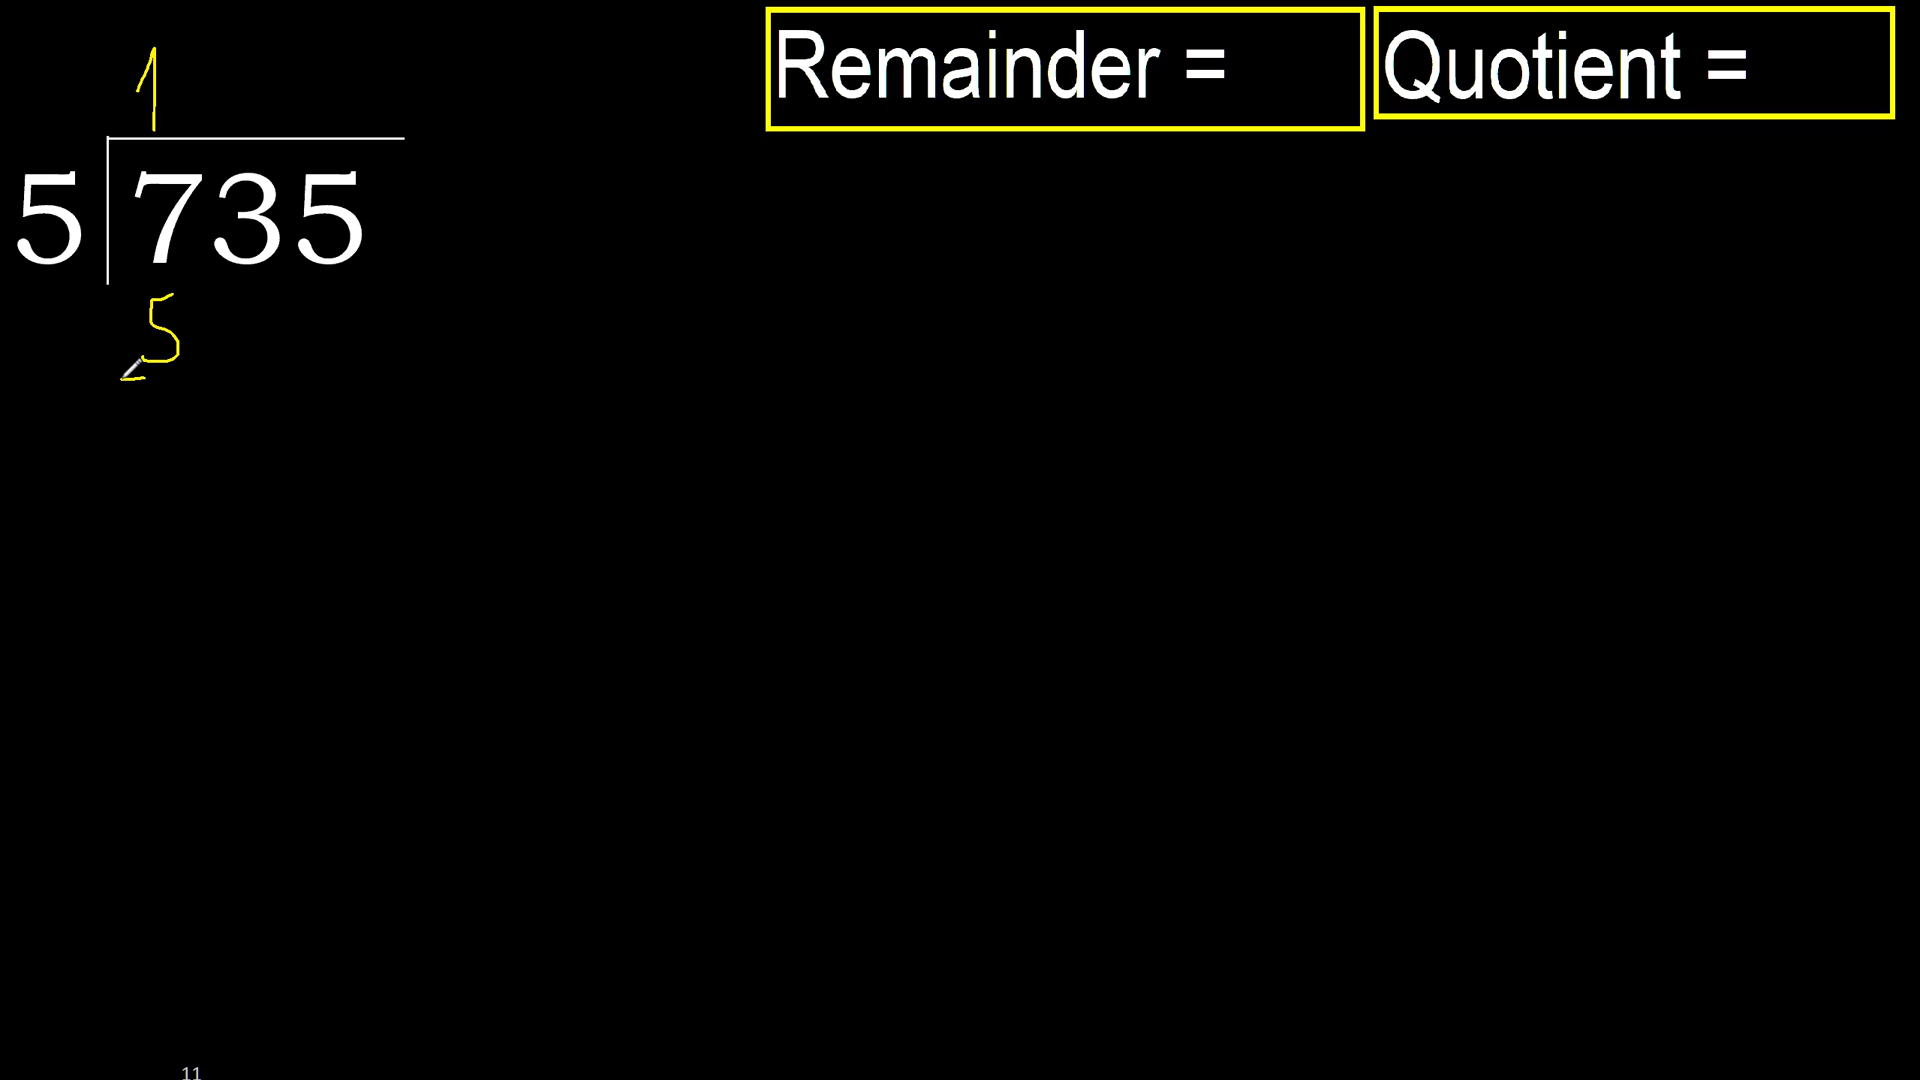 Remainder = Quotient =
1
5 735
5
11